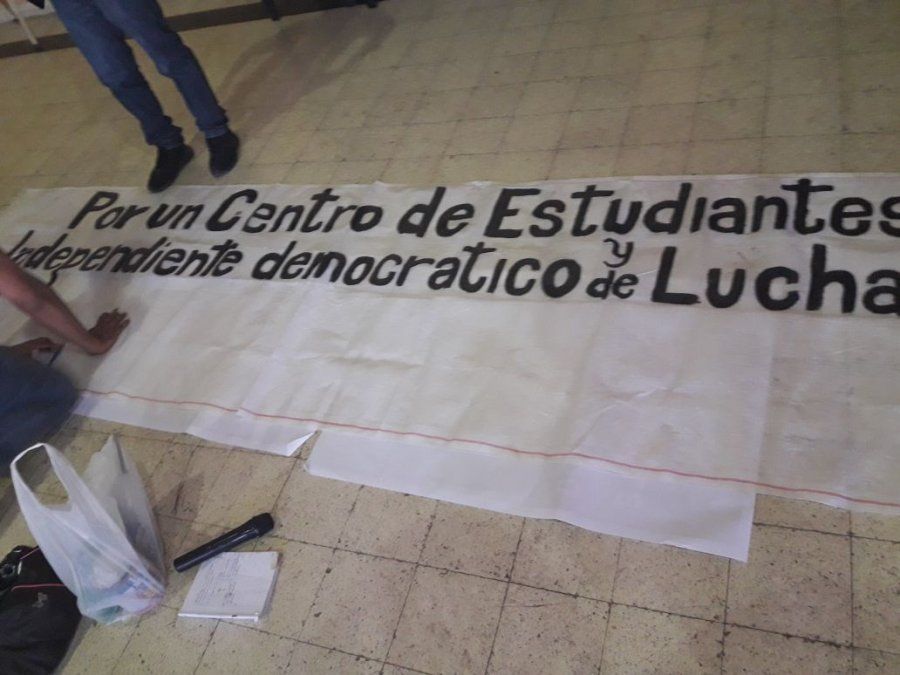 Por un Centro de Estudiantes
Independiente democratico y de Lucha